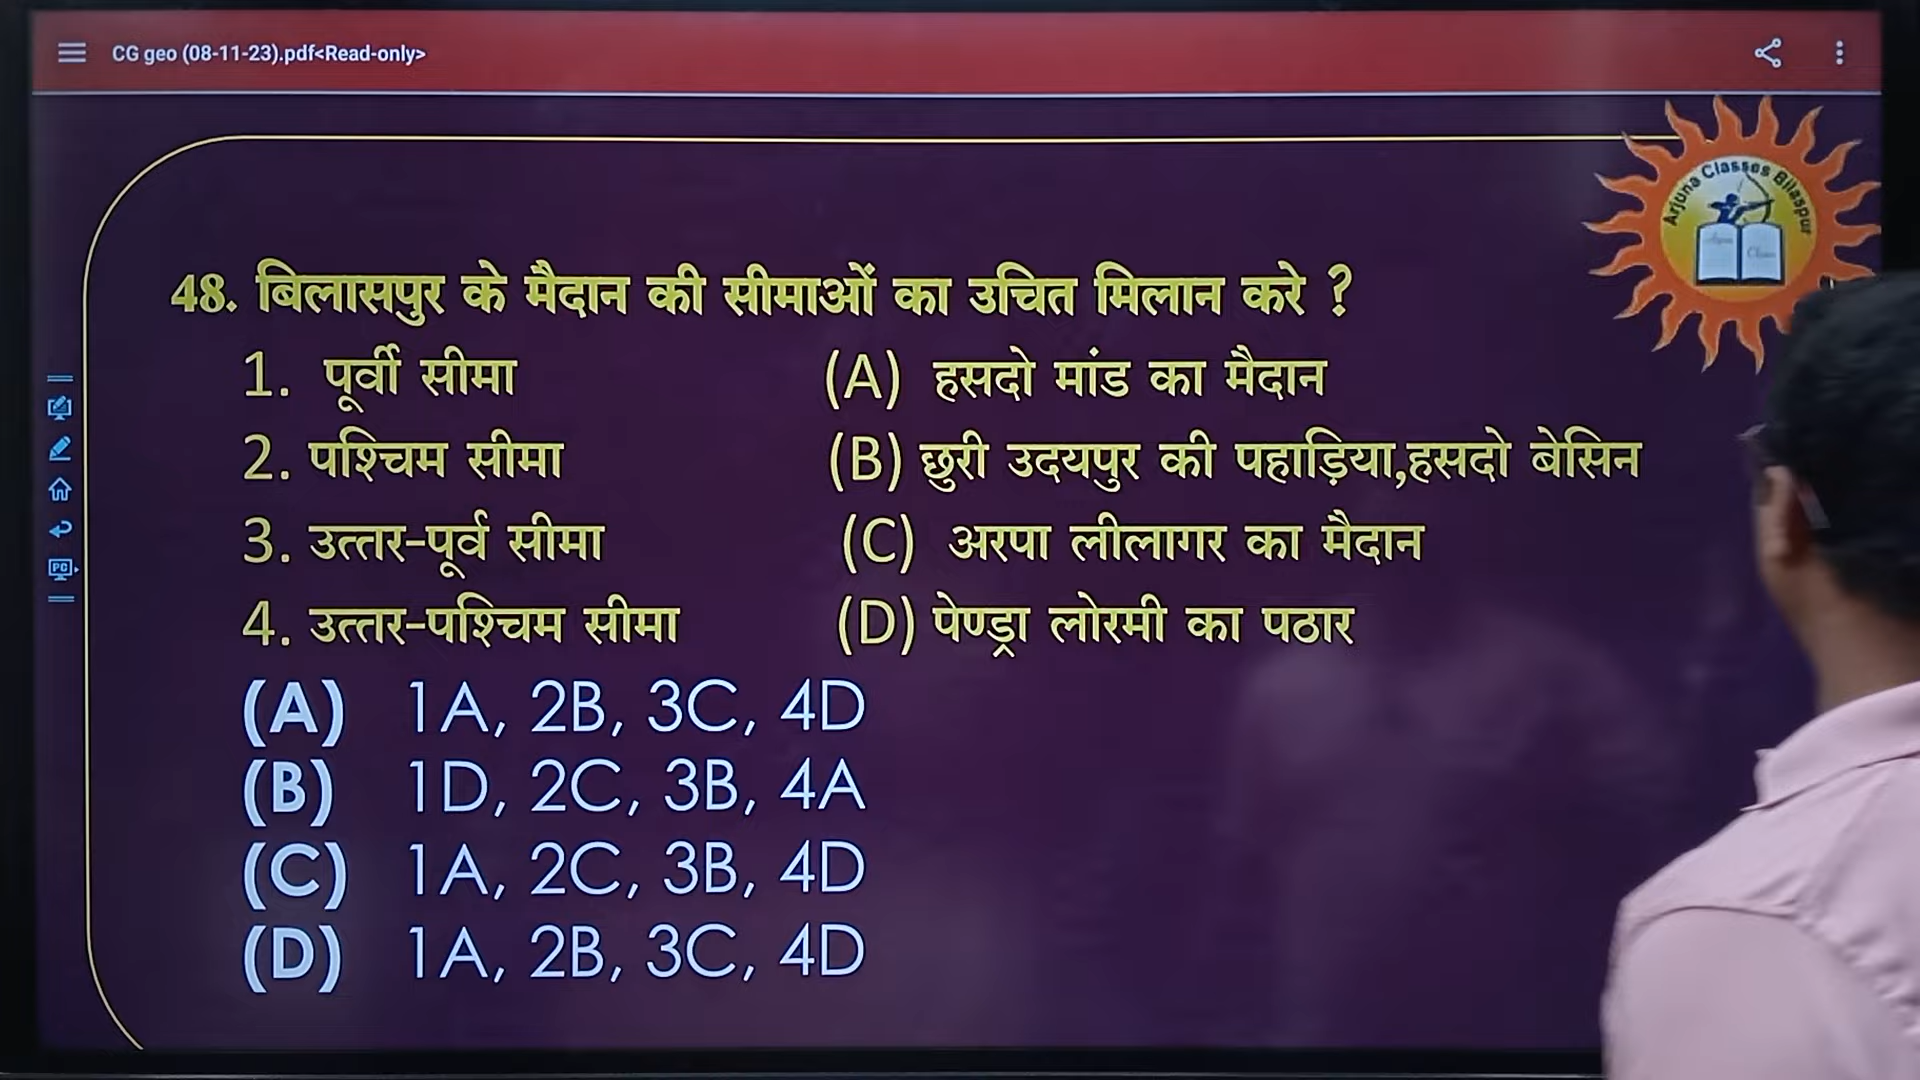 CG geo (08-11-23).pdf<Read-only>
Arjuna Classes Bilaspur
48. बिलासपुर के मैदान की सीमाओं का उचित मिलान करे ?
1. पूर्वी सीमा (A) हसदो मांड का मैदान
2. पश्चिम सीमा (B) छुरी उदयपुर की पहाड़िया,हसदो बेसिन
3. उत्तर-पूर्व सीमा (C) अरपा लीलागर का मैदान
4. उत्तर-पश्चिम सीमा (D) पेण्ड्रा लोरमी का पठार
(A) 1A, 2B, 3C, 4D
(B) 1D, 2C, 3B, 4A
(C) 1A, 2C, 3B, 4D
(D) 1A, 2B, 3C, 4D
PC